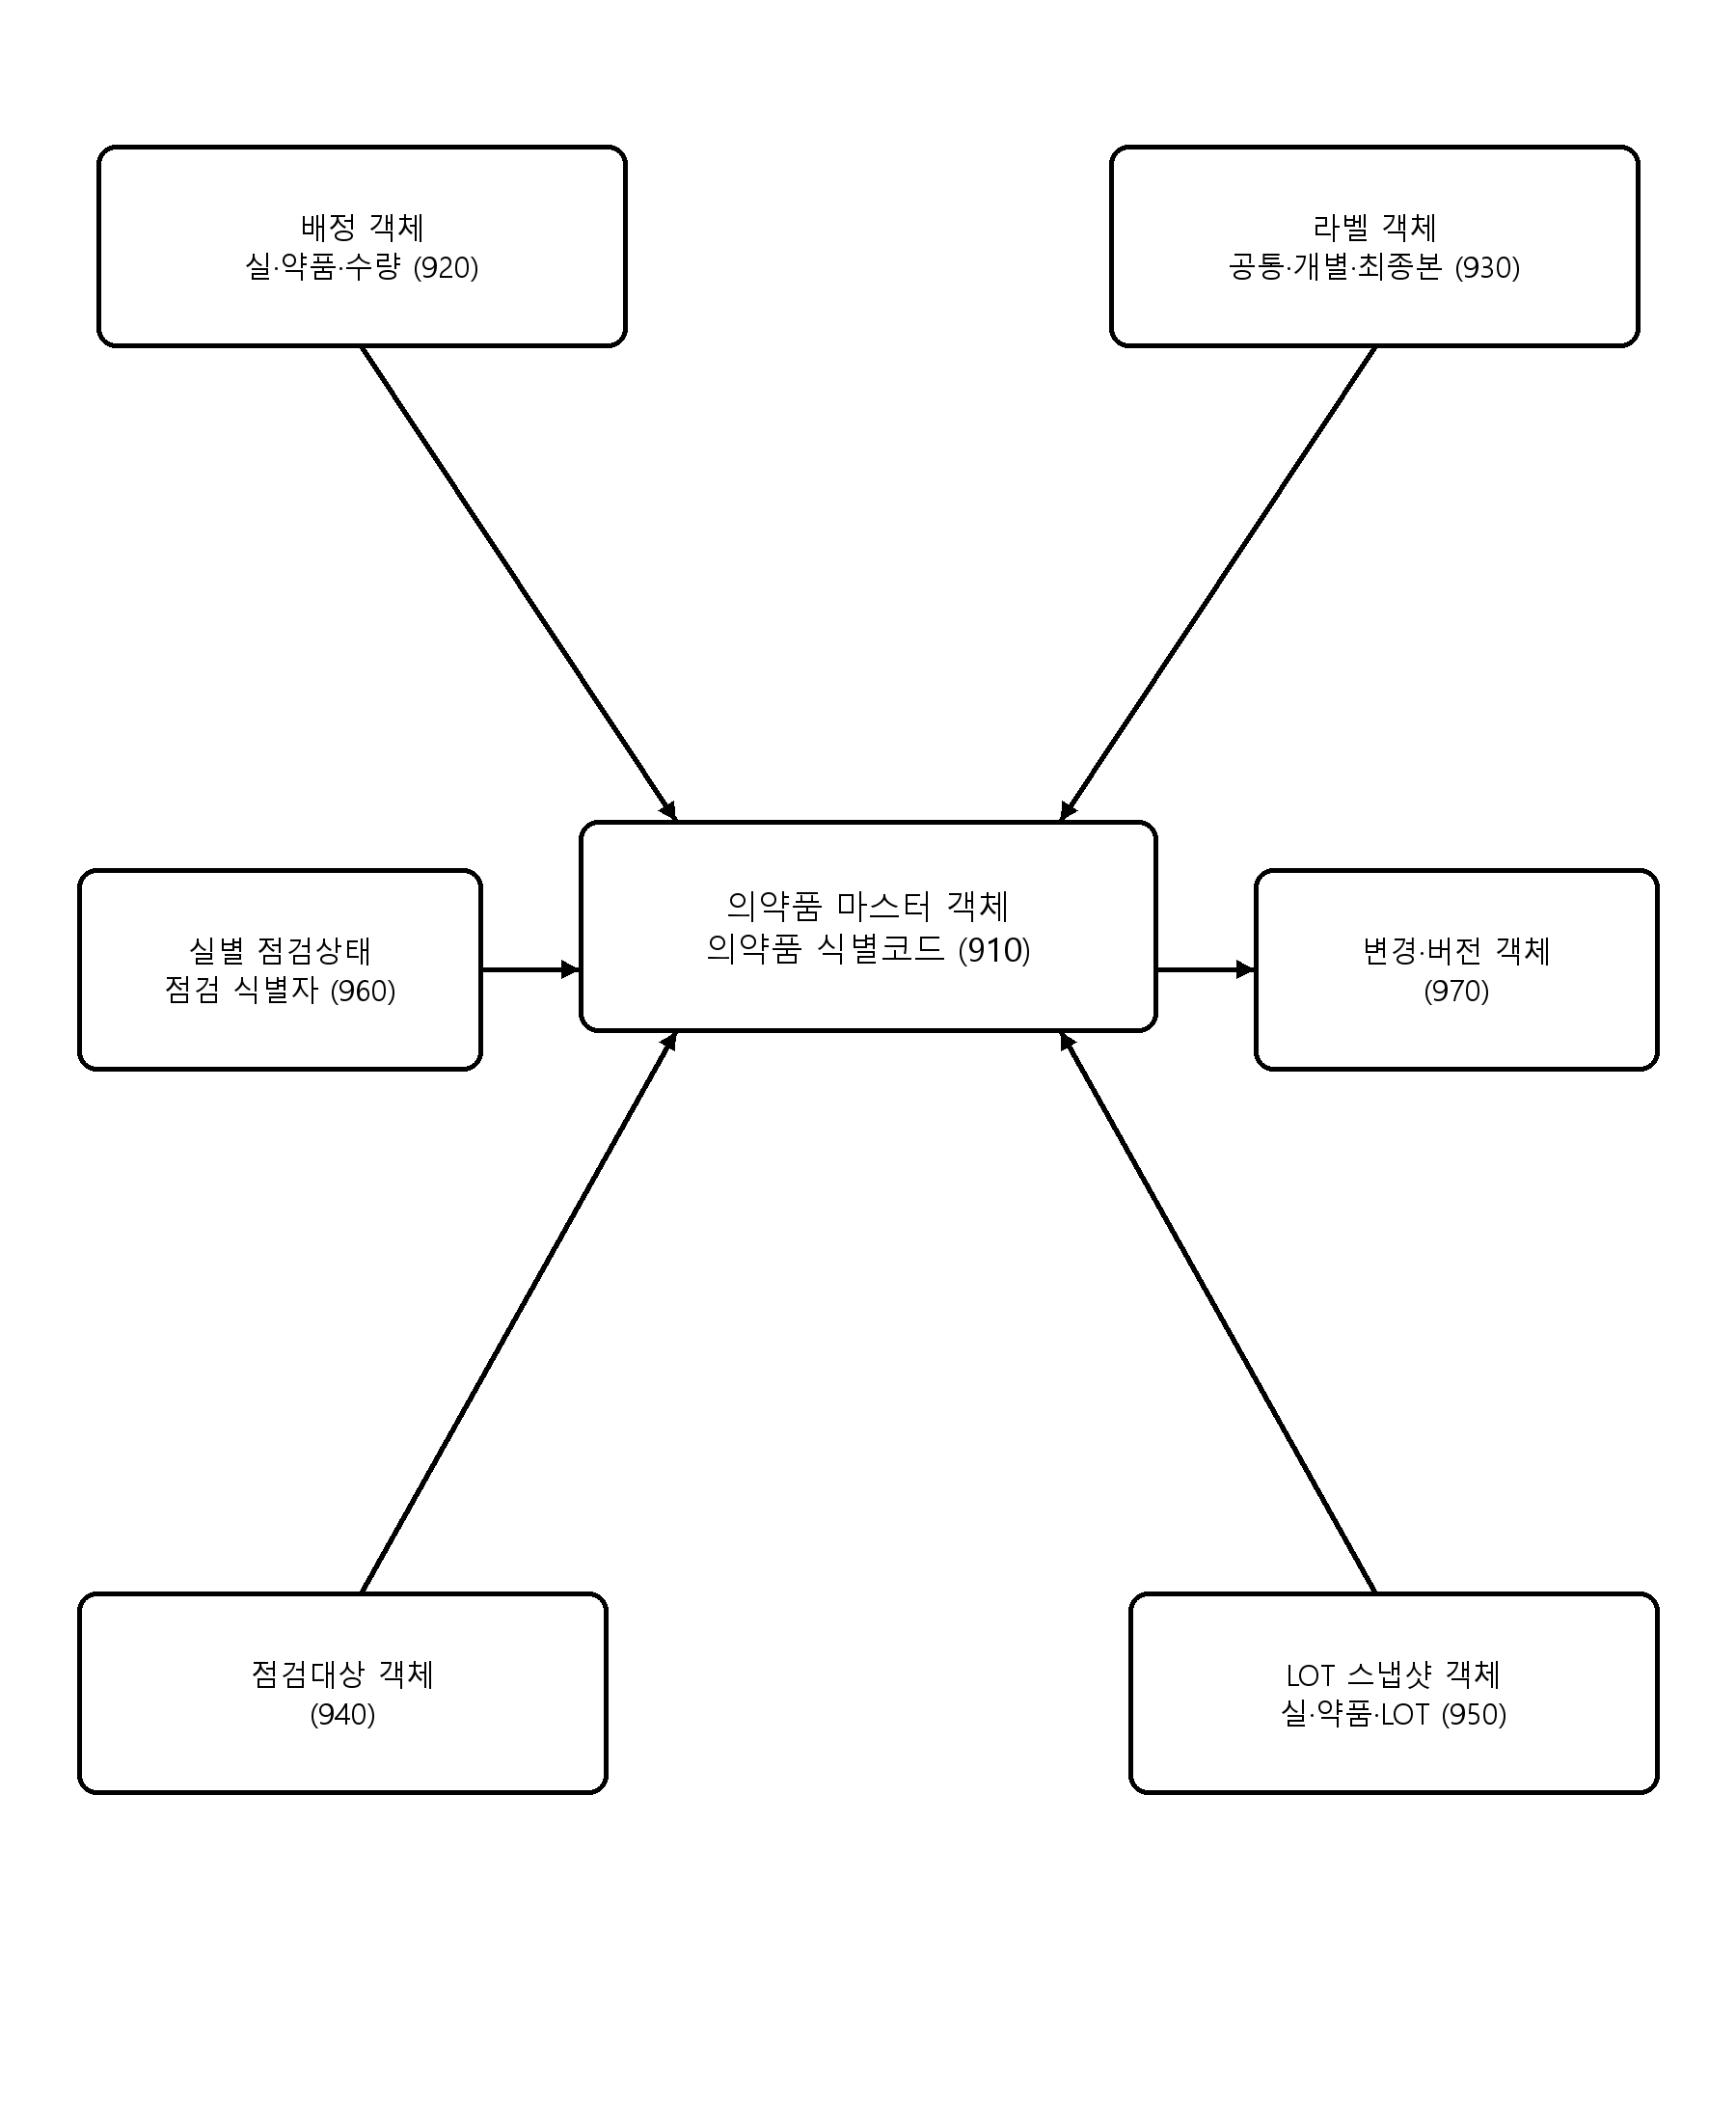 배정 객체
실·약품·수량 (920)
라벨 객체
공통·개별·최종본 (930)
의약품 마스터 객체
의약품 식별코드 (910)
실별 점검상태
점검 식별자 (960)
변경·버전 객체
(970)
점검대상 객체
(940)
LOT 스냅샷 객체
실·약품·LOT (950)